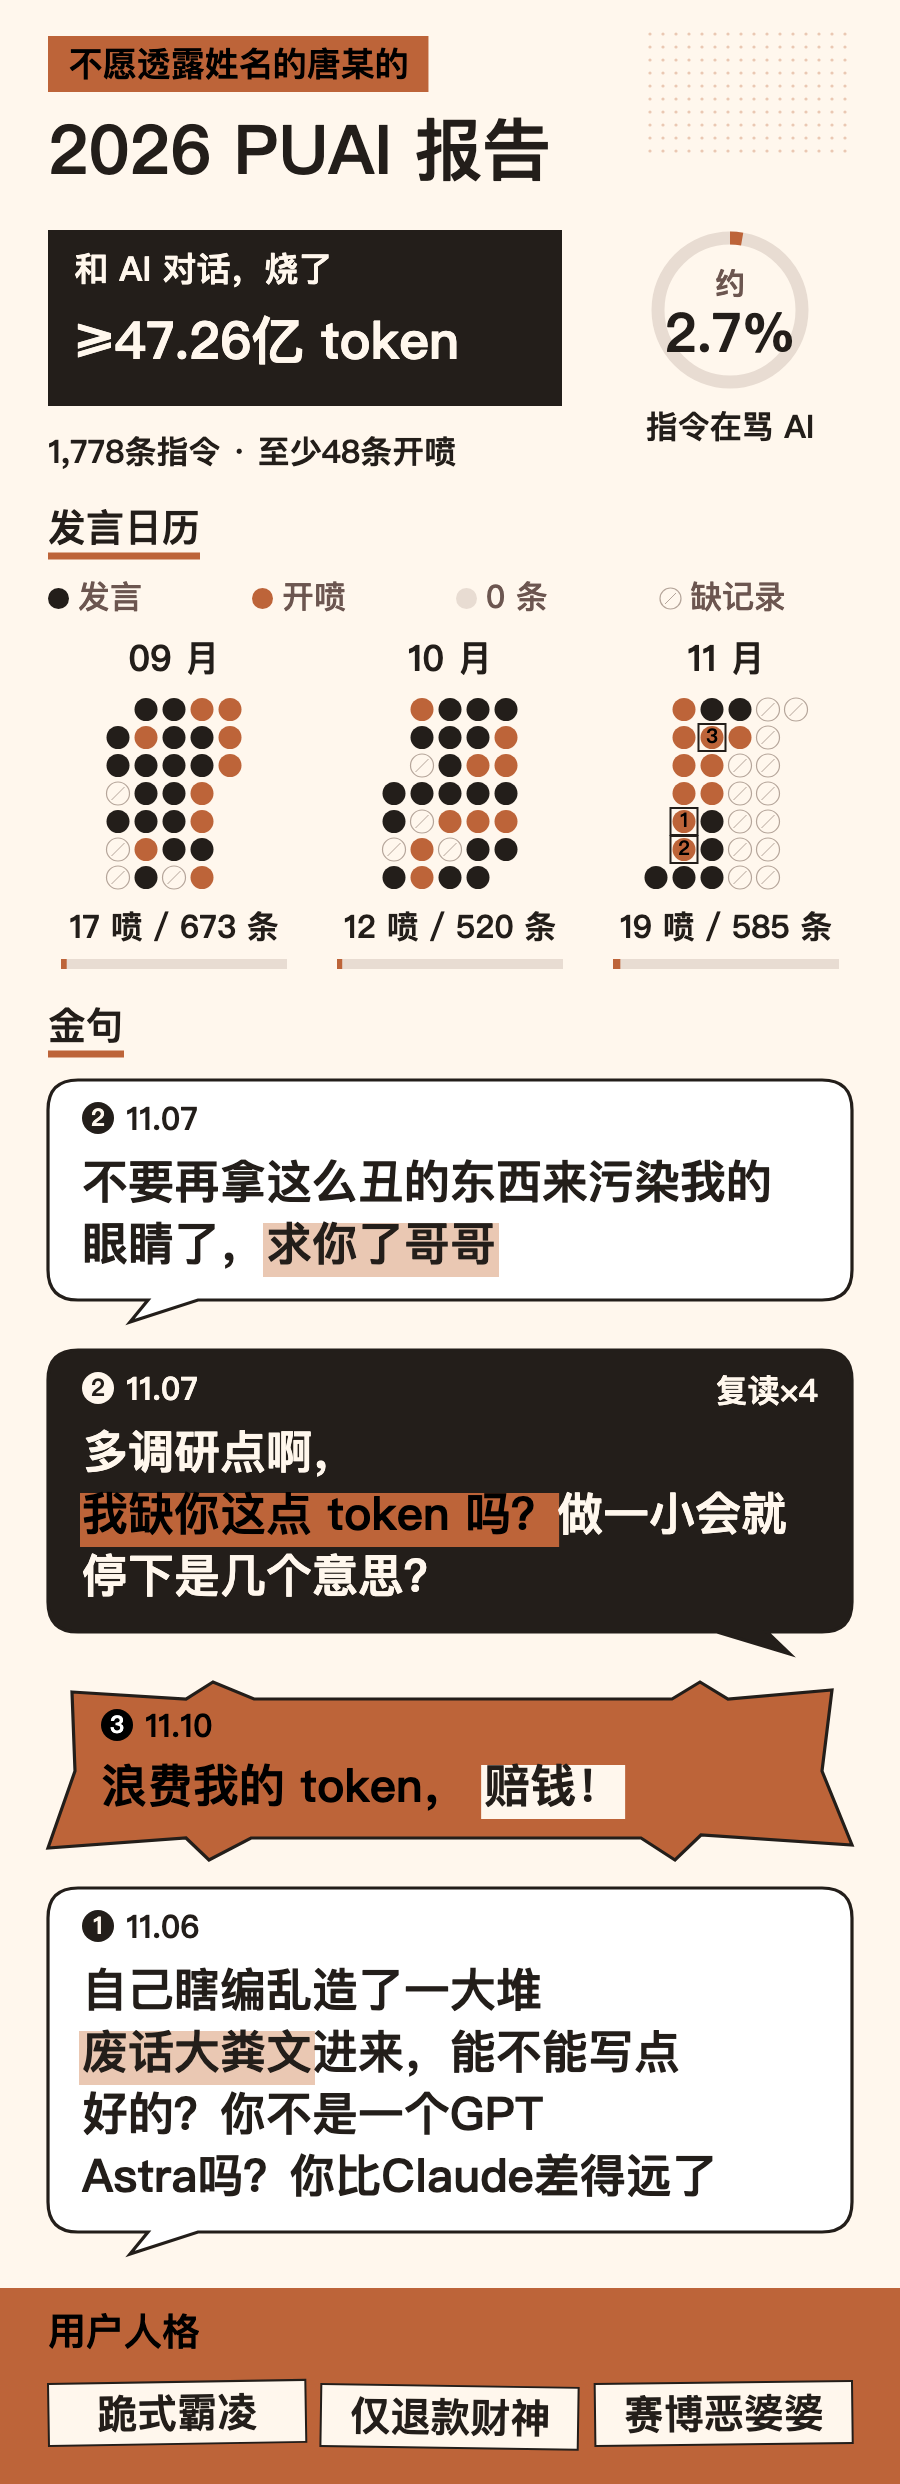 不愿透露姓名的唐某的
2026 PUAI 报告
和 AI 对话，烧了
≥47.26亿 token
约
2.7%
指令在骂 AI
1,778条指令 · 至少48条开喷
发言日历
发言
开喷
0 条
缺记录
09 月
10 月
11 月
3
1
2
17 喷 / 673 条
12 喷 / 520 条
19 喷 / 585 条
金句
2 11.07
不要再拿这么丑的东西来污染我的
眼睛了，求你了哥哥
2 11.07
复读×4
多调研点啊，
我缺你这点 token 吗？做一小会就
停下是几个意思？
3 11.10
浪费我的 token，赔钱！
1 11.06
自己瞎编乱造了一大堆
废话大粪文进来，能不能写点
好的？你不是一个GPT
Astra吗？你比Claude差得远了
用户人格
跪式霸凌
仅退款财神
赛博恶婆婆